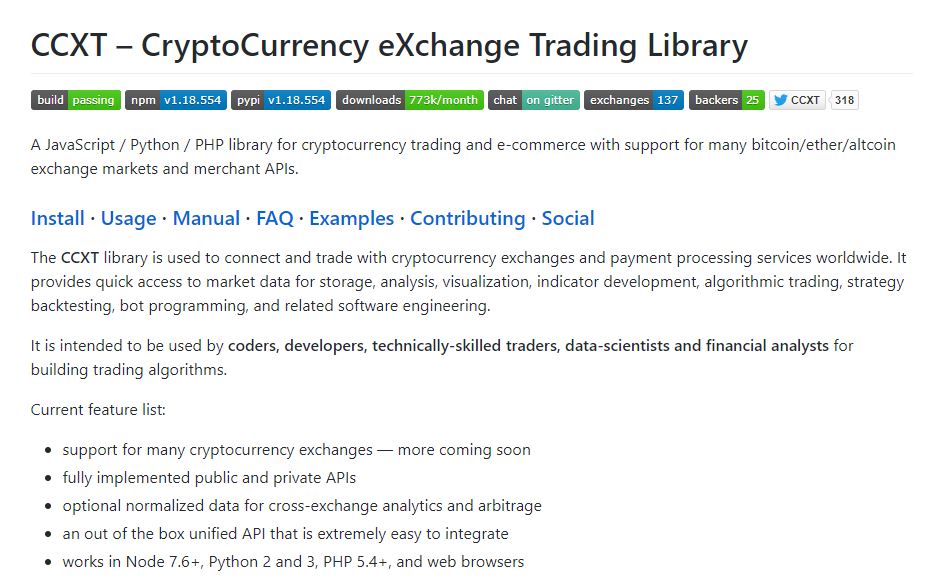 CCXT – CryptoCurrency eXchange Trading Library
build passing npm v1.18.554 pypi v1.18.554 downloads 773k/month chat on gitter exchanges 137 backers 25 CCXT 318
A JavaScript / Python / PHP library for cryptocurrency trading and e-commerce with support for many bitcoin/ether/altcoin
exchange markets and merchant APIs.
Install · Usage · Manual · FAQ · Examples · Contributing · Social
The CCXT library is used to connect and trade with cryptocurrency exchanges and payment processing services worldwide. It
provides quick access to market data for storage, analysis, visualization, indicator development, algorithmic trading, strategy
backtesting, bot programming, and related software engineering.
It is intended to be used by coders, developers, technically-skilled traders, data-scientists and financial analysts for
building trading algorithms.
Current feature list:
• support for many cryptocurrency exchanges — more coming soon
• fully implemented public and private APIs
• optional normalized data for cross-exchange analytics and arbitrage
• an out of the box unified API that is extremely easy to integrate
• works in Node 7.6+, Python 2 and 3, PHP 5.4+, and web browsers